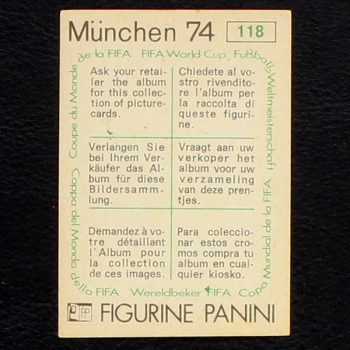 München 74 118
de la FIFA FIFA World Cup Fußball
Weltmeisterschaft
Coupe du Monde
Coppa del Mondo
della FIFA Wereldbeker FIFA Copa
Mundial de la FIFA
Ask your retai-
ler the album
for this collection
of picture-
cards.
Chiedete al vo-
stro rivendito-
re l'album per
la raccolta di
queste figuri-
ne.
Verlangen Sie
bei Ihrem Ver-
käufer das Al-
bum für diese
Bildersamm-
lung.
Vraagt aan uw
verkoper het
album voor uw
verzameling
van deze pren-
tjes.
Demandez à vo-
tre détaillant
l'Album pour
la collection
de ces images.
Para coleccio-
nar estos cro-
mos compra tu
album en cual-
quier kiosko.
FIGURINE PANINI